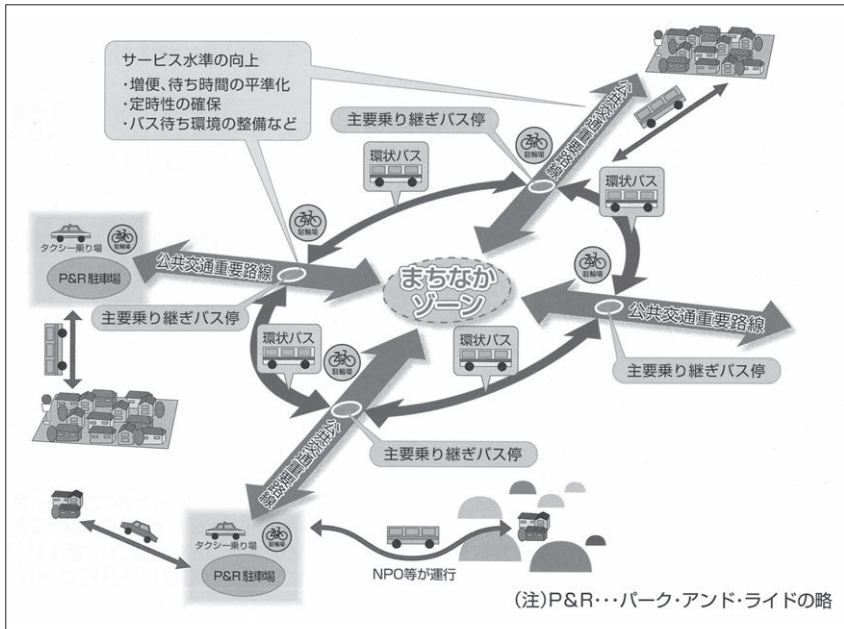 サービス水準の向上
・増便、待ち時間の平準化
・定時性の確保
・バス待ち環境の整備など
主要乗り継ぎバス停
駐輪場
公共交通重要路線
環状バス
環状バス
駐輪場
タクシー乗り場
駐輪場
P&R駐車場
公共交通重要路線
まちなか
ゾーン
駐輪場
公共交通重要路線
主要乗り継ぎバス停
環状バス
駐輪場
環状バス
主要乗り継ぎバス停
公共交通重要路線
主要乗り継ぎバス停
タクシー乗り場
駐輪場
P&R駐車場
NPO等が運行
(注)P&R・・・パーク・アンド・ライドの略